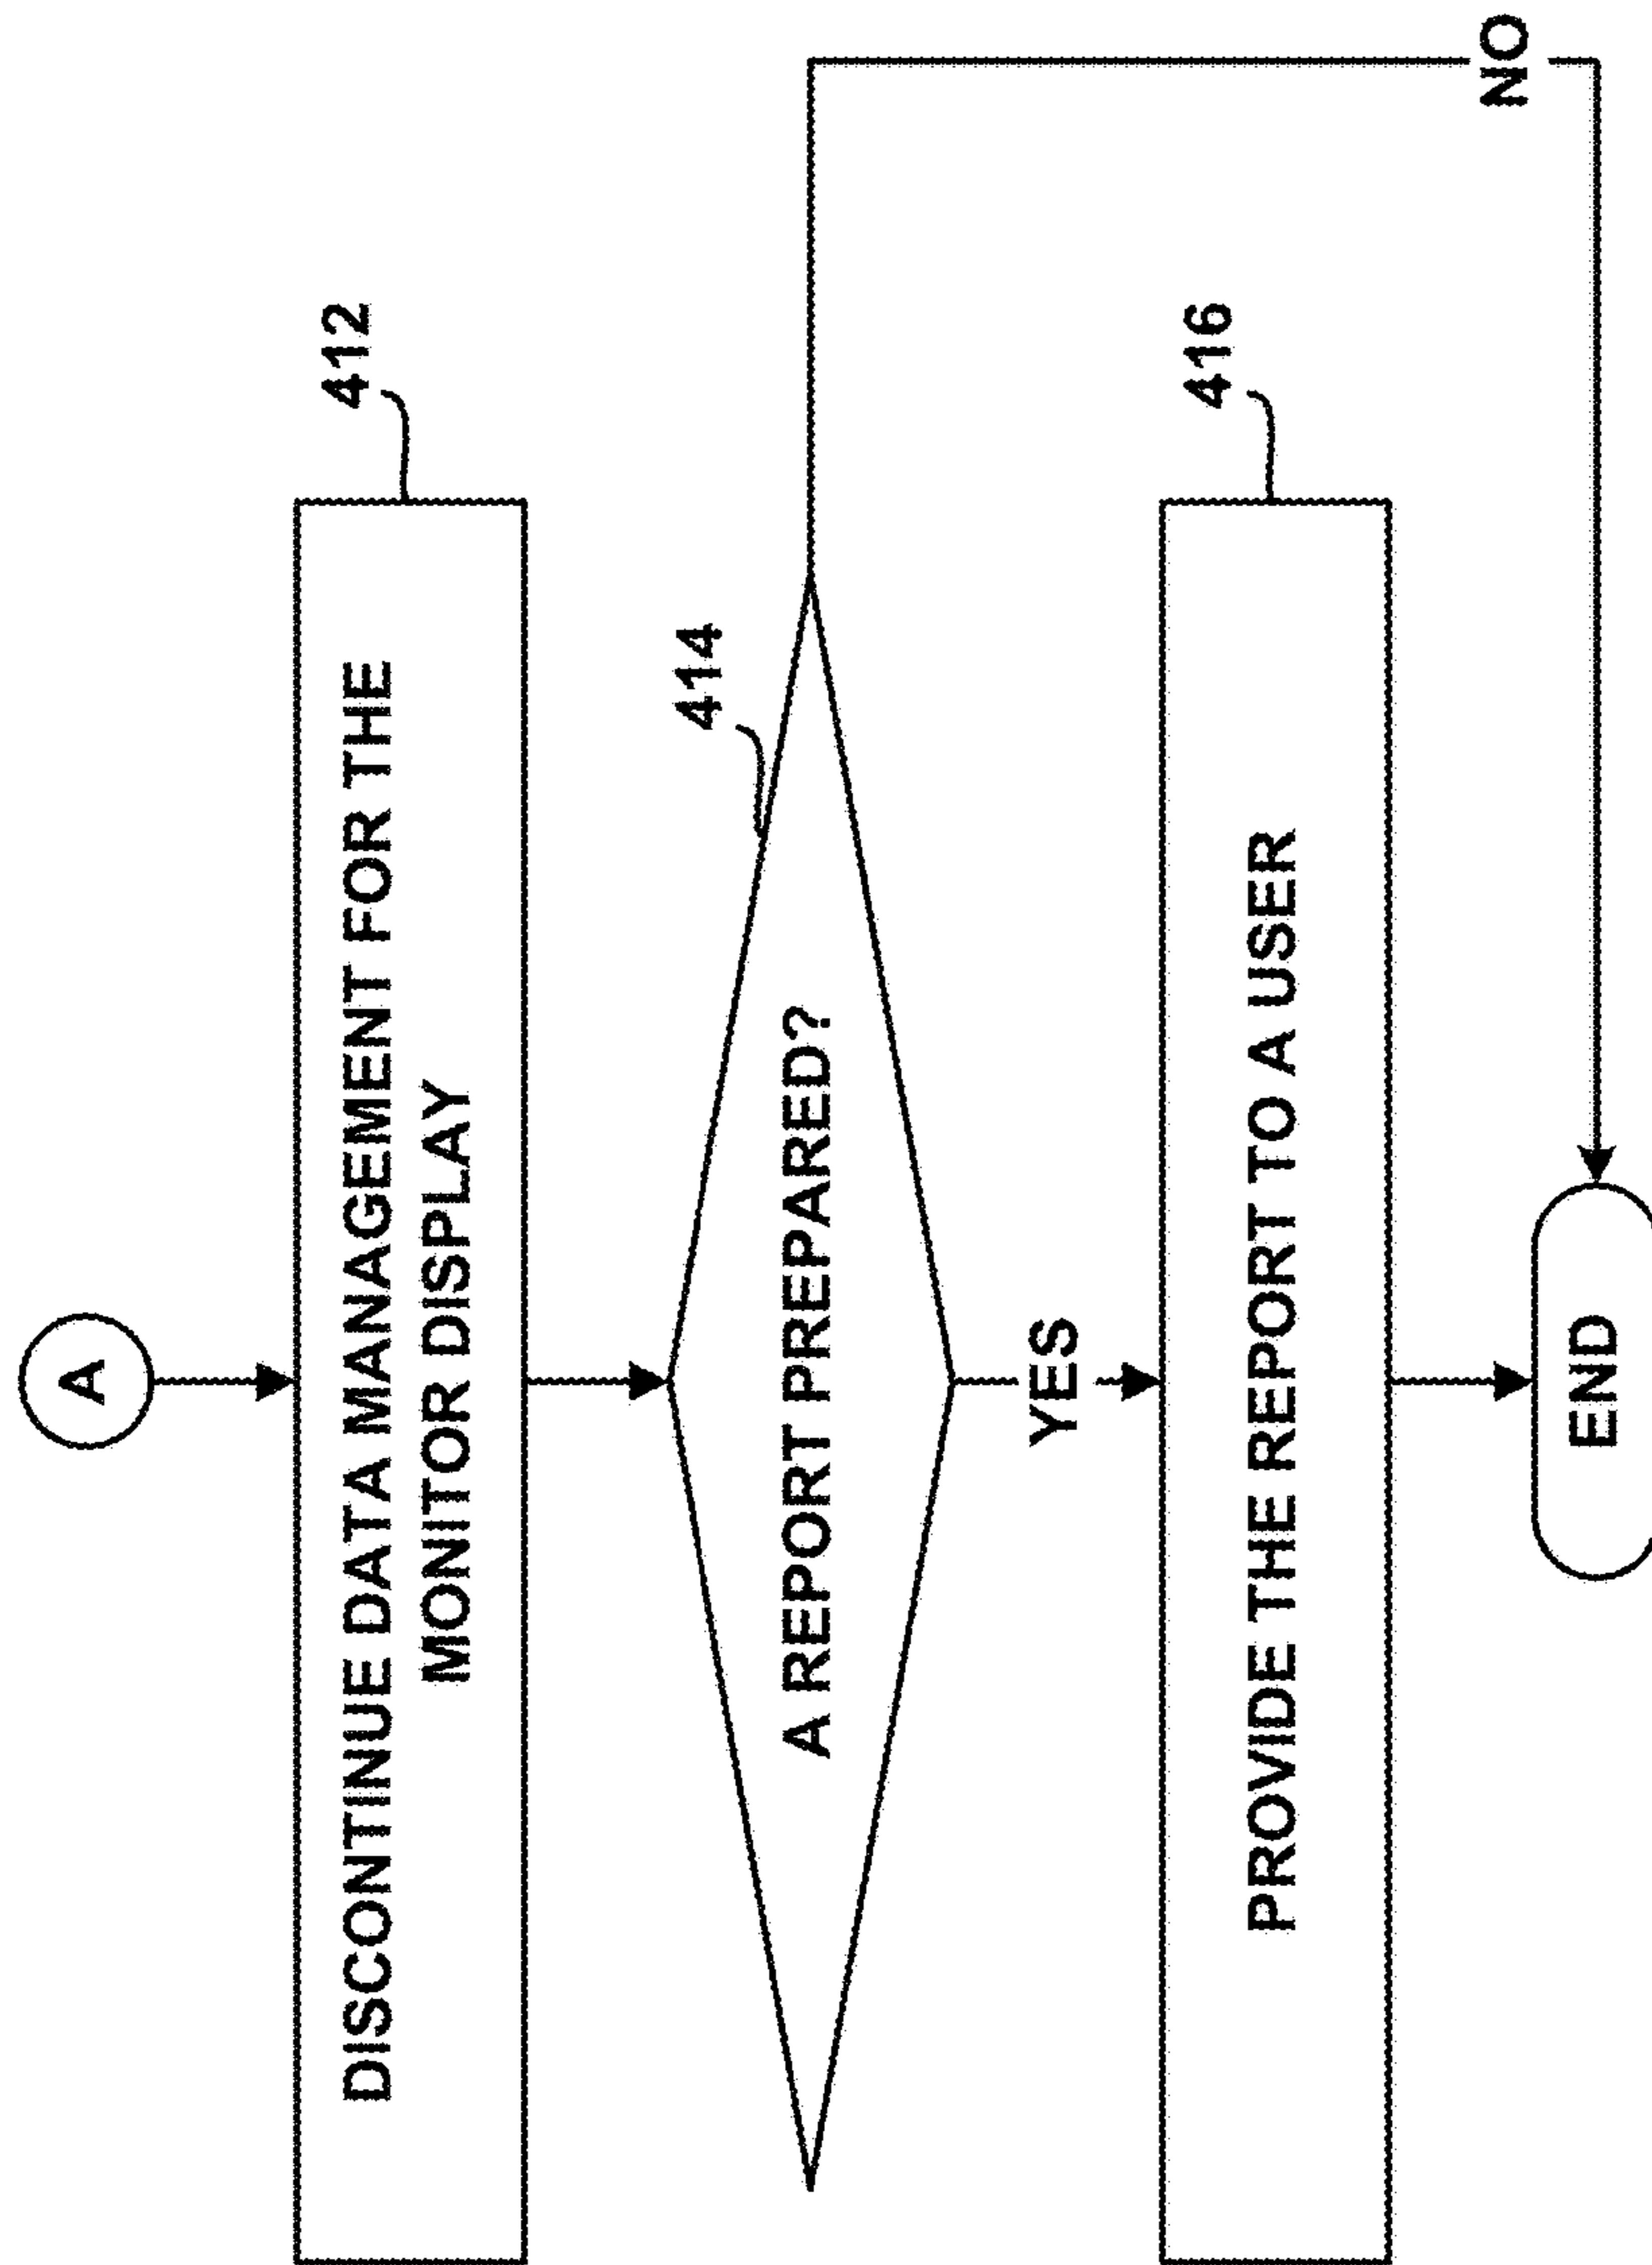 A
DISCONTINUE DATA MANAGEMENT FOR THE
MONITOR DISPLAY
412
A REPORT PREPARED?
414
YES
NO
PROVIDE THE REPORT TO A USER
416
END